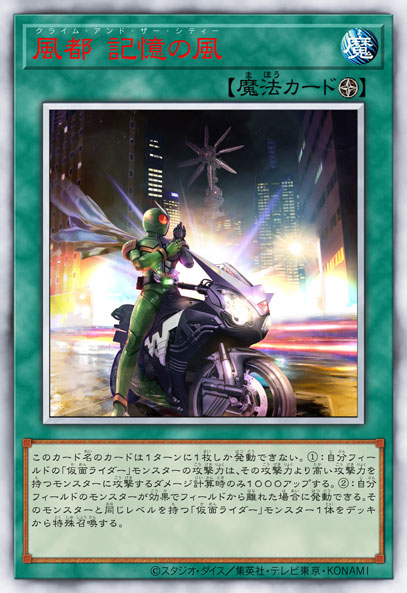 クライム・アンド・ザ・シティー
風都 記憶の風
魔
【魔法カード】
このカード名のカードは1ターンに1枚しか発動できない。①:自分フィ
ールドの「仮面ライダー」モンスターの攻撃力は、その攻撃力より高い攻撃力を
持つモンスターに攻撃するダメージ計算時のみ1000アップする。②:自分
フィールドのモンスターが効果でフィールドから離れた場合に発動できる。そ
のモンスターと同じレベルを持つ「仮面ライダー」モンスター1体をデッキ
から特殊召喚する。
©スタジオ・ダイス/集英社・テレビ東京・KONAMI